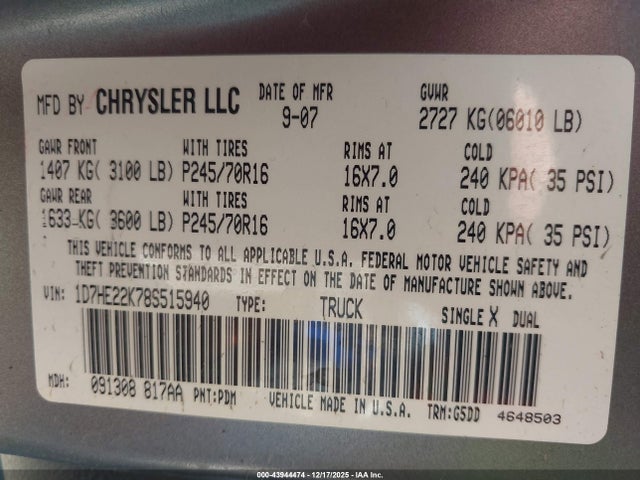 MFD BY CHRYSLER LLC DATE OF MFR GVWR
9-07 2727 KG(06010 LB)
GAWR FRONT WITH TIRES RIMS AT COLD
1407 KG( 3100 LB) P245/70R16 16X7.0 240 KPA( 35 PSI)
GAWR REAR WITH TIRES RIMS AT COLD
1633 KG( 3600 LB) P245/70R16 16X7.0 240 KPA( 35 PSI)
THIS VEHICLE CONFORMS TO ALL APPLICABLE U.S.A. FEDERAL MOTOR VEHICLE SAFETY AND
THEFT PREVENTION STANDARDS IN EFFECT ON THE DATE OF MANUFACTURE SHOWN ABOVE.
VIN: 1D7HE22K78S515940 TYPE: TRUCK SINGLE X DUAL
MDH: 091308 817AA PNT:PDM VEHICLE MADE IN U.S.A. TRM:G5DD 4648503
000-43944474 | 12/17/2025 | IAA Inc.